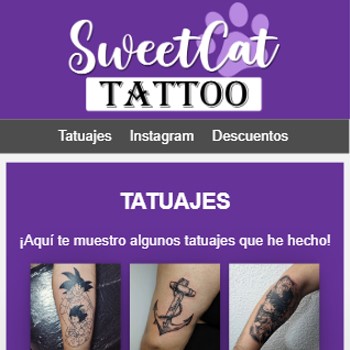 SweetCat
TATTOO
Tatuajes Instagram Descuentos
TATUAJES
¡Aquí te muestro algunos tatuajes que he hecho!